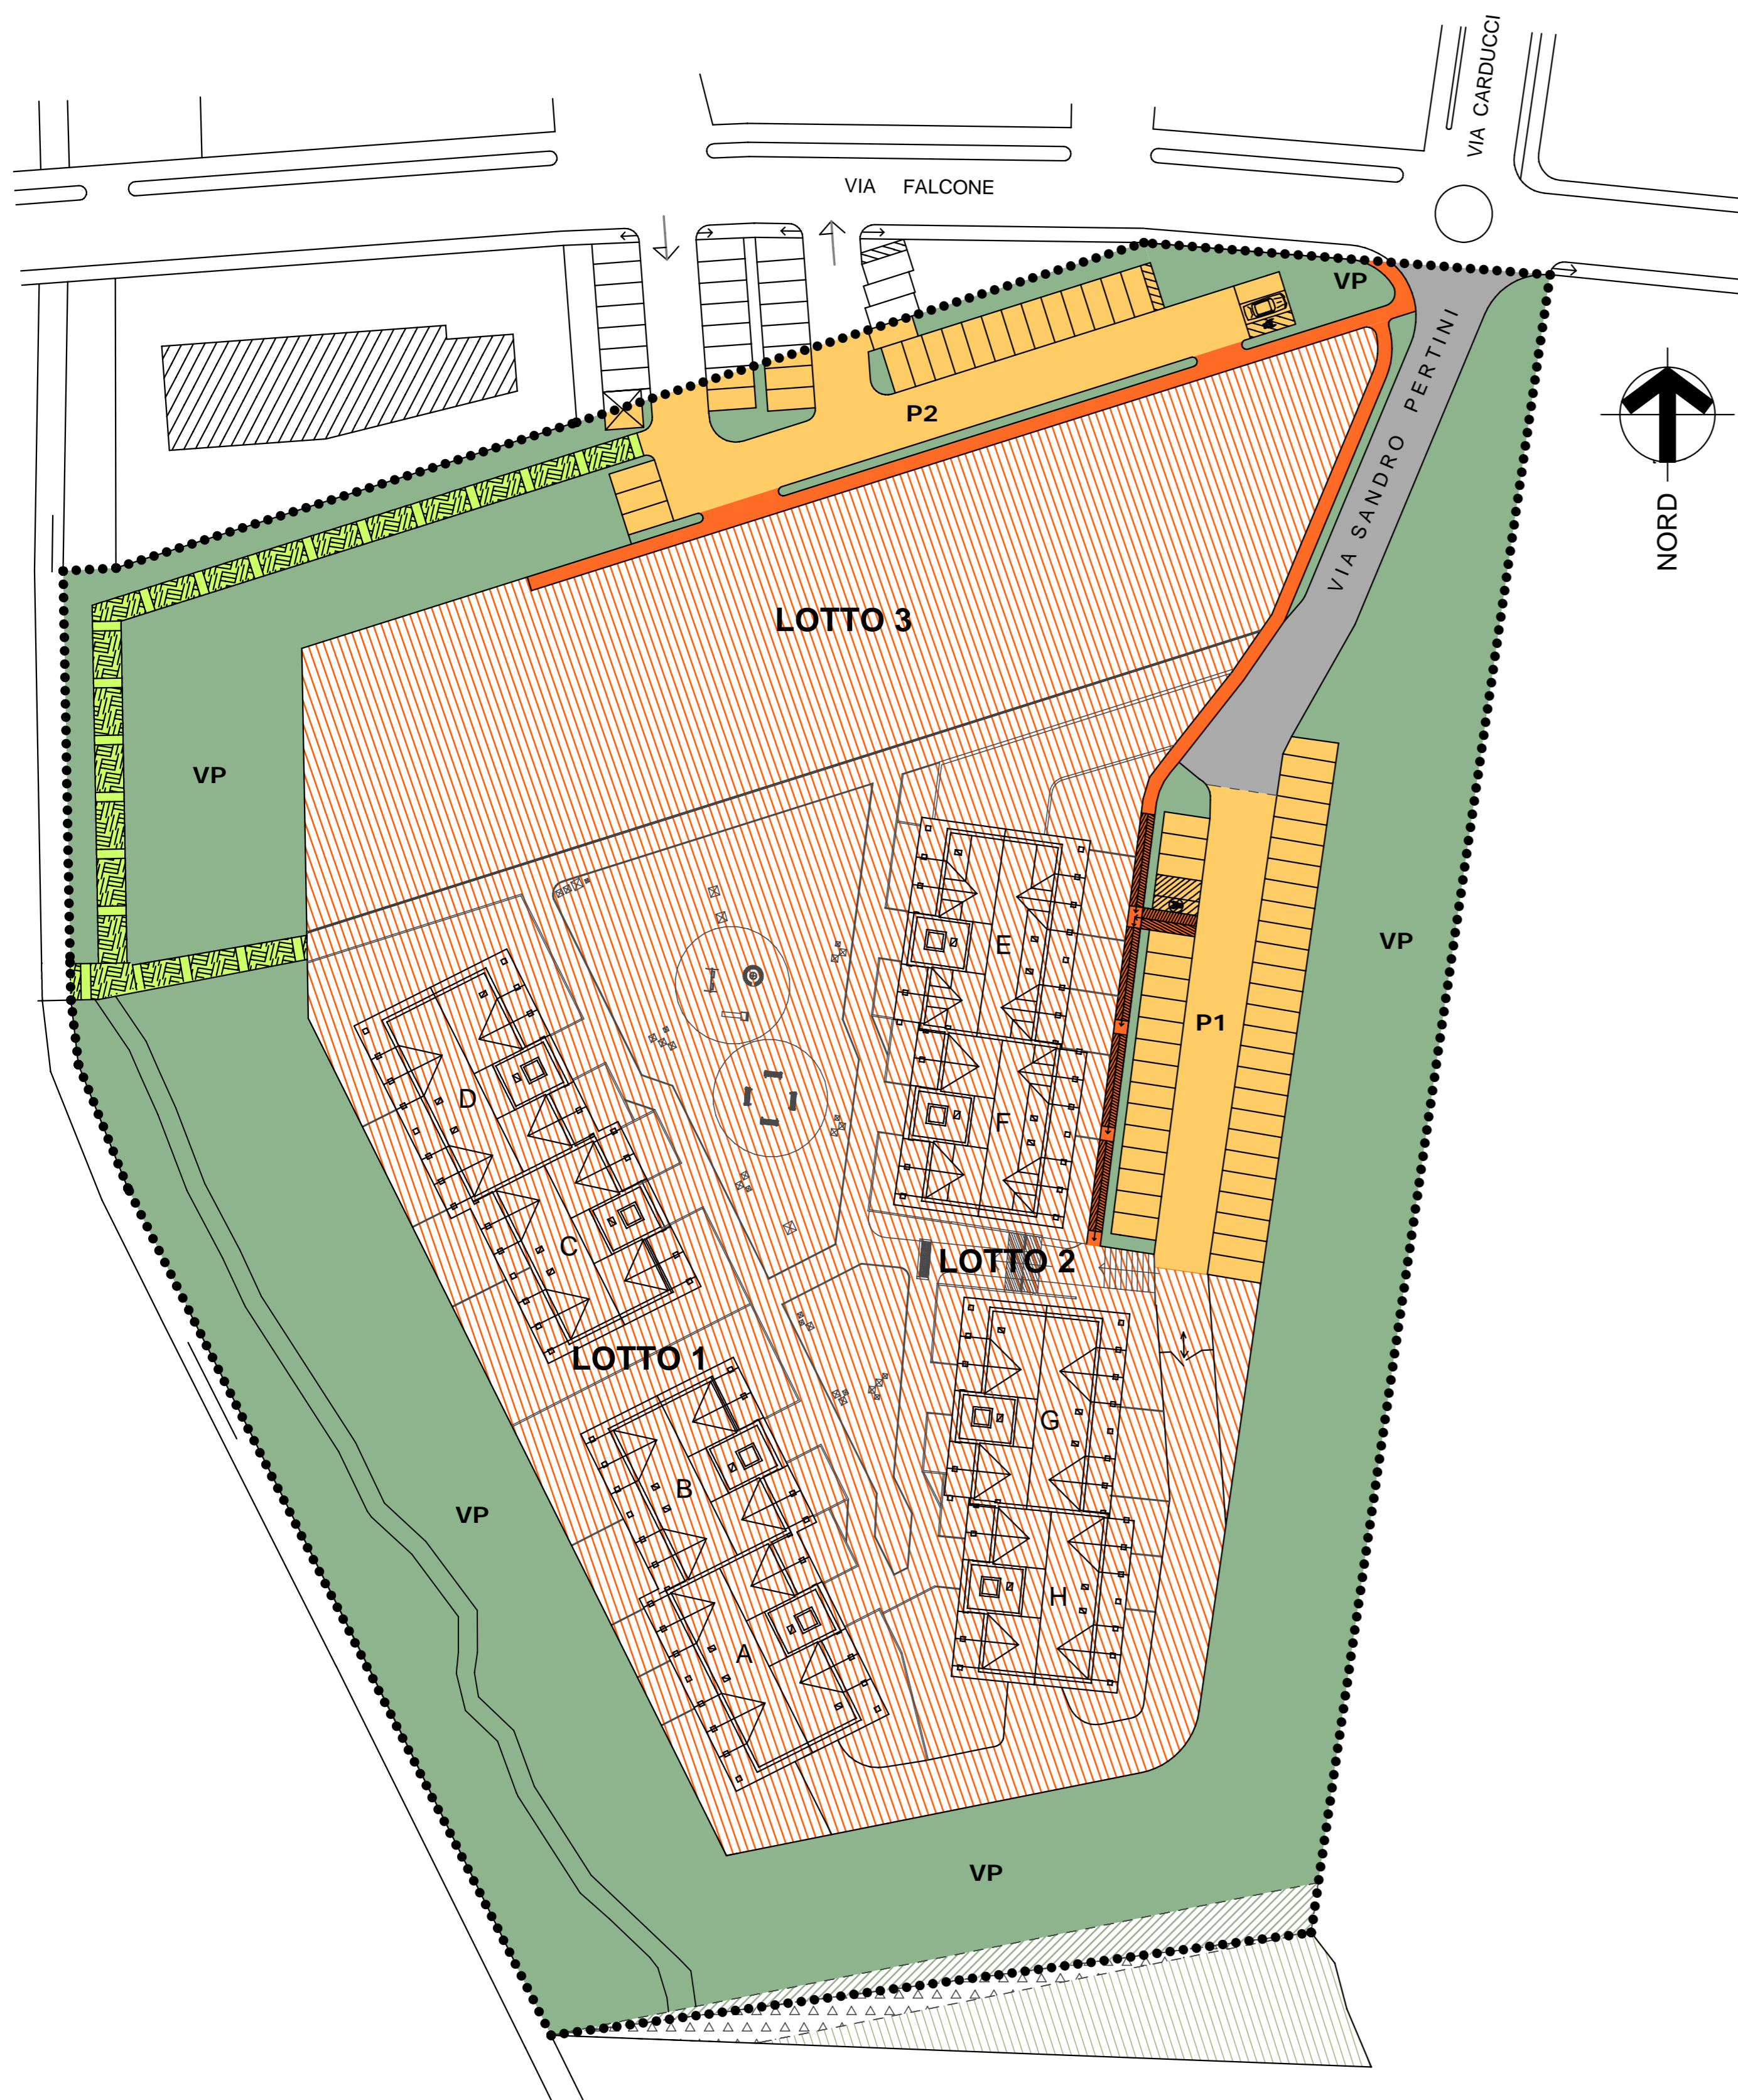 VIA CARDUCCI
VIA FALCONE
VP
P2
VIA SANDRO PERTINI
NORD
LOTTO 3
VP
E
VP
P1
D
F
C
LOTTO 2
LOTTO 1
G
B
VP
H
A
VP